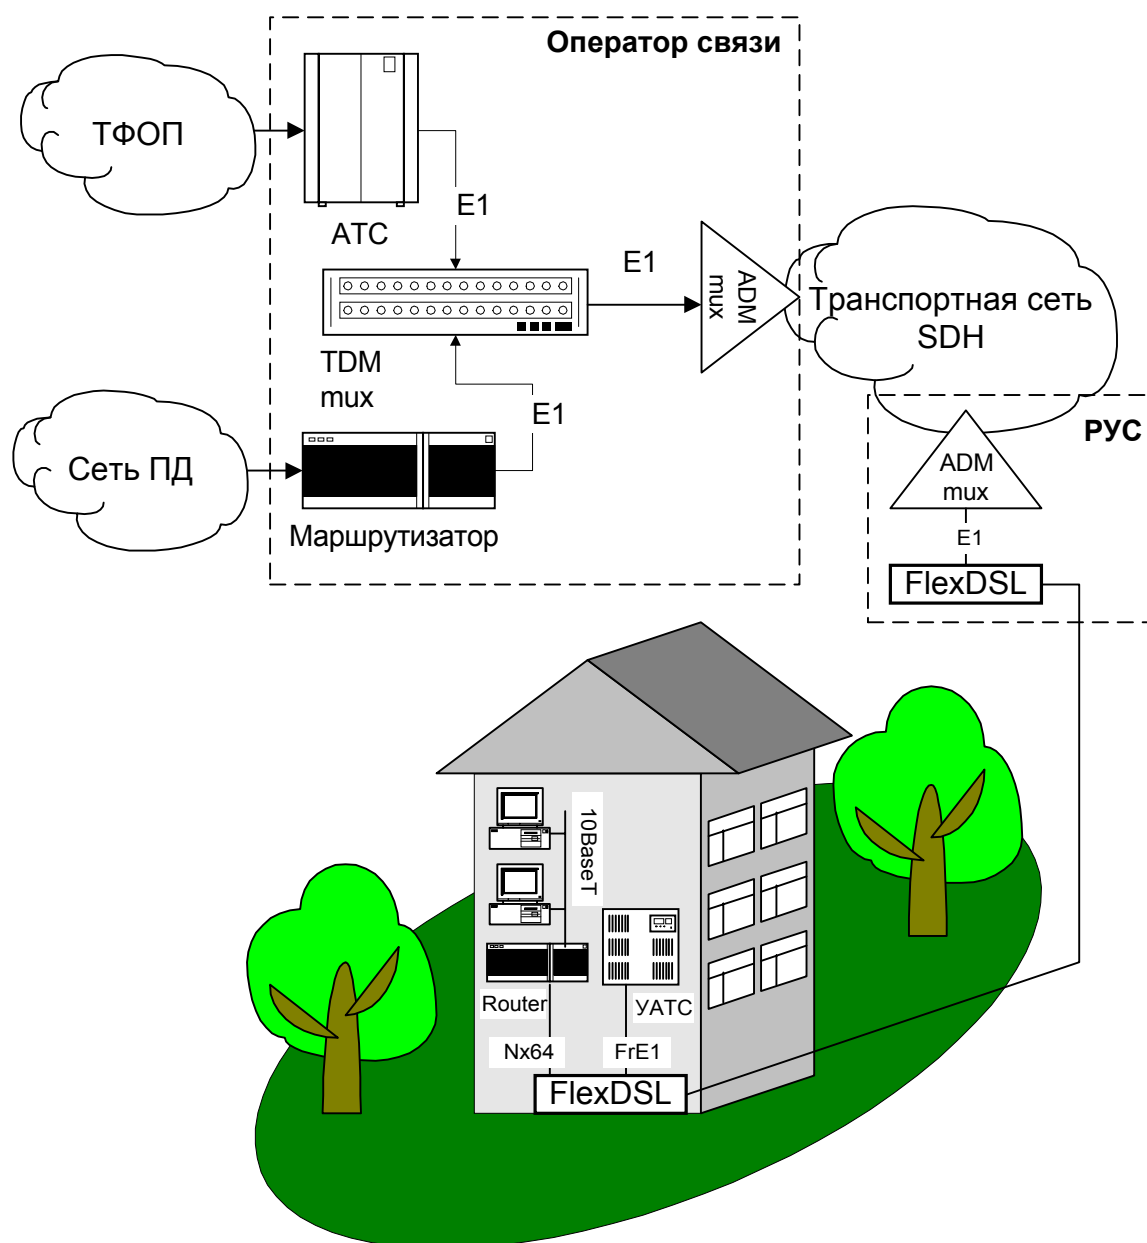 Оператор связи
ТФОП
E1
АТС
E1
ADM
mux
Транспортная сеть
SDH
TDM
mux
E1
РУС
Сеть ПД
ADM
mux
Маршрутизатор
E1
FlexDSL
10BaseT
Router
УАТС
Nx64
FrE1
FlexDSL